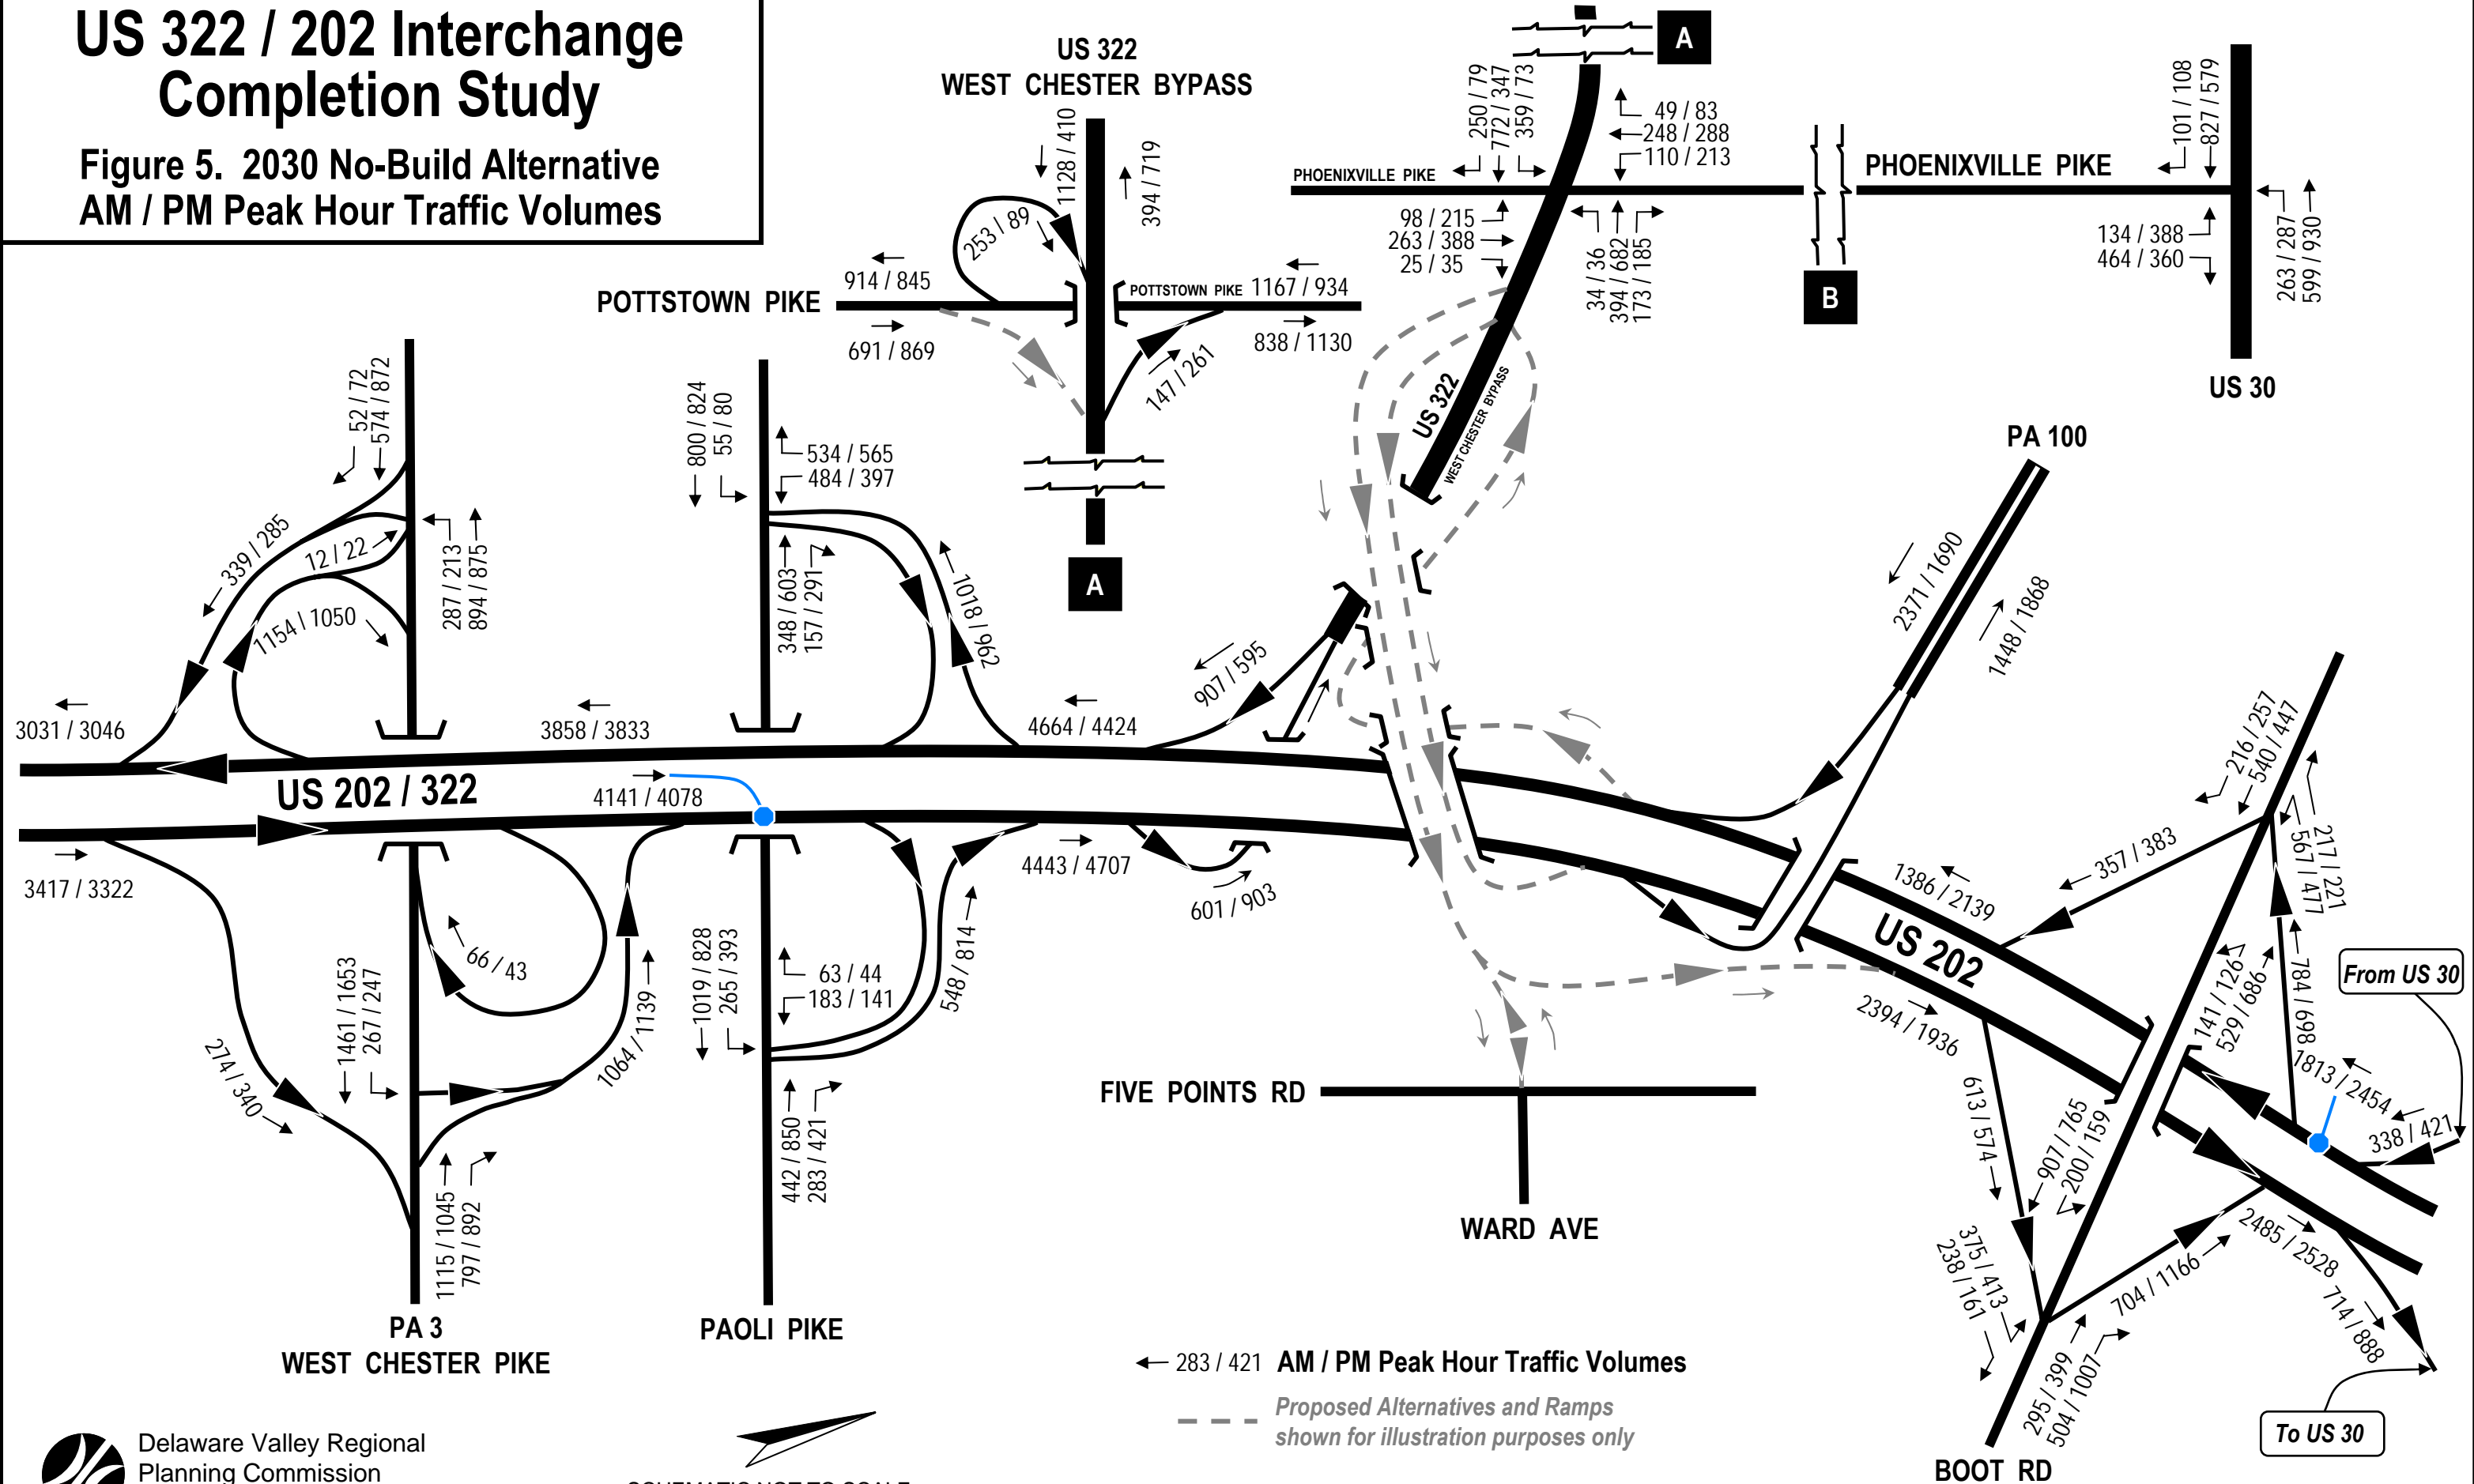 US 322 / 202 Interchange
Completion Study
Figure 5. 2030 No-Build Alternative
AM / PM Peak Hour Traffic Volumes
US 322
WEST CHESTER BYPASS
1128 / 410
394 / 719
253 / 89
914 / 845
POTTSTOWN PIKE
691 / 869
POTTSTOWN PIKE
1167 / 934
838 / 1130
147 / 261
A
A
250 / 79
772 / 347
359 / 73
49 / 83
248 / 288
110 / 213
PHOENIXVILLE PIKE
98 / 215
263 / 388
25 / 35
34 / 36
394 / 682
173 / 185
US 322
WEST CHESTER BYPASS
B
PHOENIXVILLE PIKE
101 / 108
827 / 579
134 / 388
464 / 360
263 / 287
599 / 930
US 30
52 / 72
574 / 872
339 / 285
12 / 22
1154 / 1050
287 / 213
894 / 875
800 / 824
55 / 80
534 / 565
484 / 397
348 / 603
157 / 291
1018 / 962
907 / 595
PA 100
2371 / 1690
1448 / 1868
3031 / 3046
3858 / 3833
4664 / 4424
US 202 / 322
4141 / 4078
3417 / 3322
4443 / 4707
601 / 903
274 / 340
1461 / 1653
267 / 247
66 / 43
1064 / 1139
1115 / 1045
797 / 892
PA 3
WEST CHESTER PIKE
1019 / 828
265 / 393
63 / 44
183 / 141
548 / 814
442 / 850
283 / 421
PAOLI PIKE
FIVE POINTS RD
WARD AVE
1386 / 2139
US 202
2394 / 1936
357 / 383
216 / 257
540 / 447
217 / 221
567 / 477
784 / 698
141 / 126
529 / 686
From US 30
1813 / 2454
338 / 421
613 / 574
907 / 765
200 / 159
375 / 413
238 / 161
704 / 1166
2485 / 2528
714 / 888
295 / 399
504 / 1007
To US 30
BOOT RD
283 / 421 AM / PM Peak Hour Traffic Volumes
Proposed Alternatives and Ramps
shown for illustration purposes only
Delaware Valley Regional
Planning Commission
SCHEMATIC NOT TO SCALE